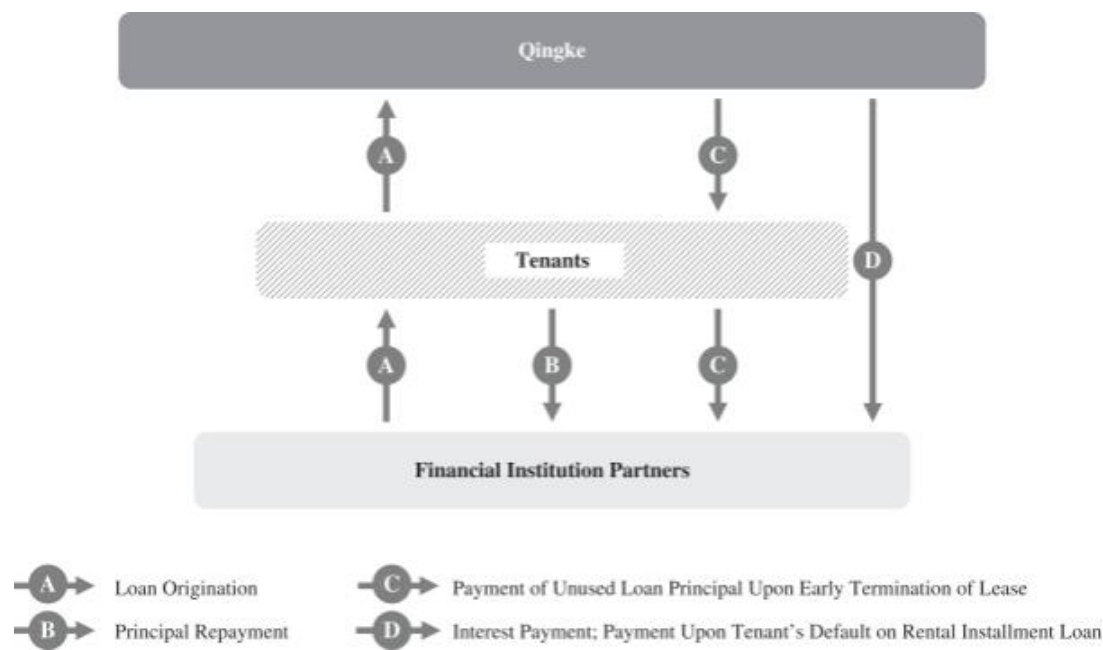 Qingke
A
C
Tenants
D
A
B
C
Financial Institution Partners
A Loan Origination
C Payment of Unused Loan Principal Upon Early Termination of Lease
B Principal Repayment
D Interest Payment; Payment Upon Tenant's Default on Rental Installment Loan